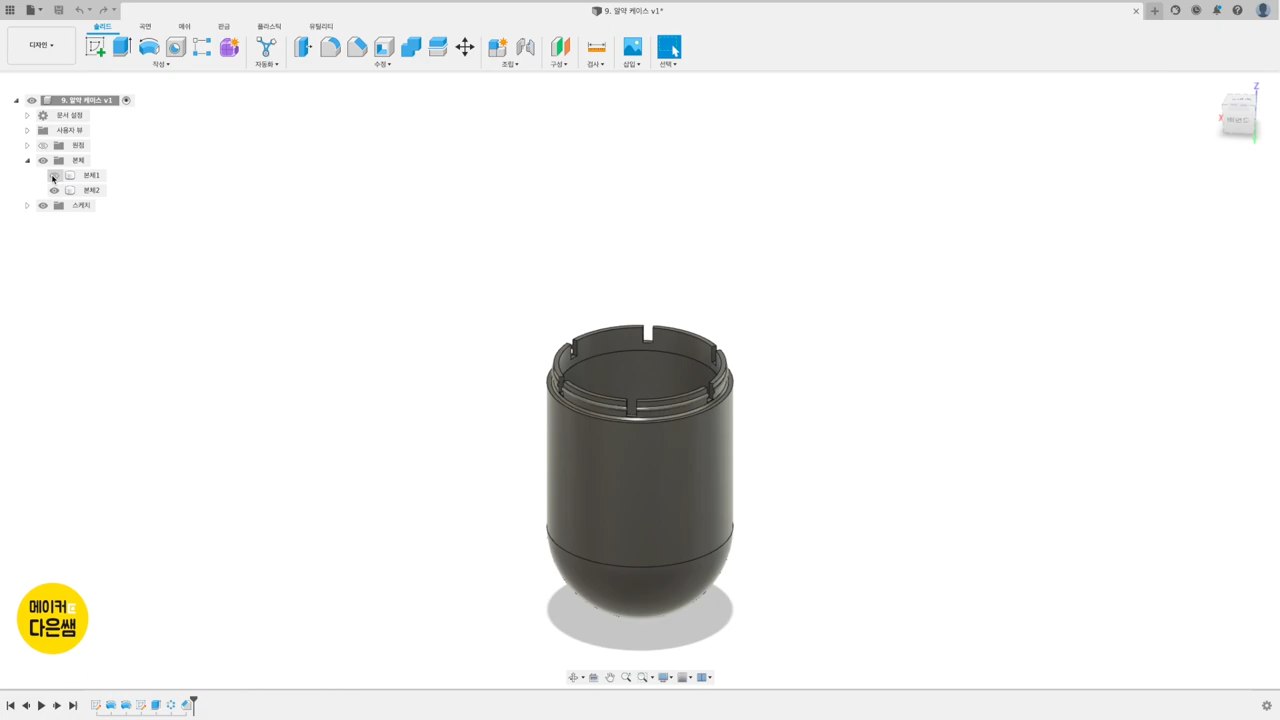 9. 알약 케이스 v1*
솔리드 곡면 메쉬 판금 플라스틱 유틸리티
디자인
작성 자동화 수정 조립 구성 검사 삽입 선택
9. 알약 케이스 v1
문서 설정
사용자 뷰
원점
본체
본체1
본체2
스케치
Z
X
메이커
다은쌤